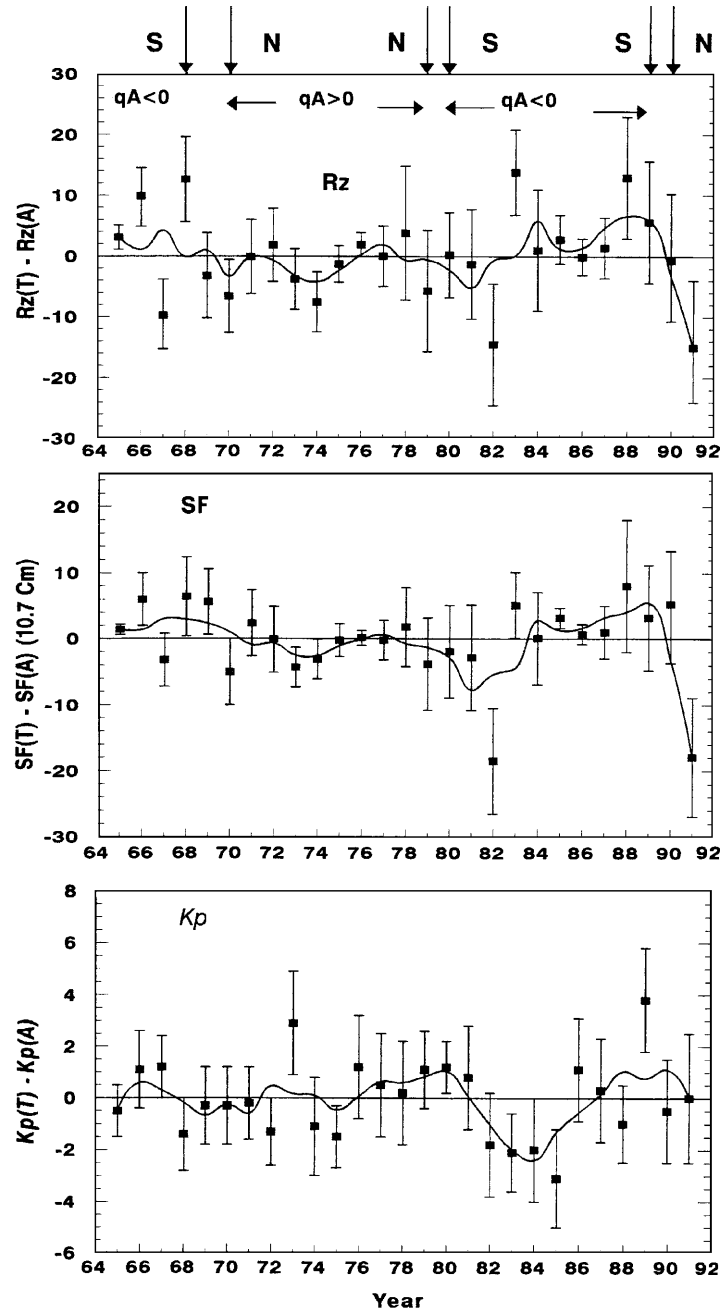 S N N S S N
30
qA<0 qA>0 qA<0
20
Rz
10
0
-10
-20
-30
Rz(T) - Rz(A)
64 66 68 70 72 74 76 78 80 82 84 86 88 90 92
SF
20
10
0
-10
-20
-30
SF(T) - SF(A) (10.7 Cm)
64 66 68 70 72 74 76 78 80 82 84 86 88 90 92
8
Kp
6
4
2
0
-2
-4
-6
Kp(T) - Kp(A)
64 66 68 70 72 74 76 78 80 82 84 86 88 90 92
Year